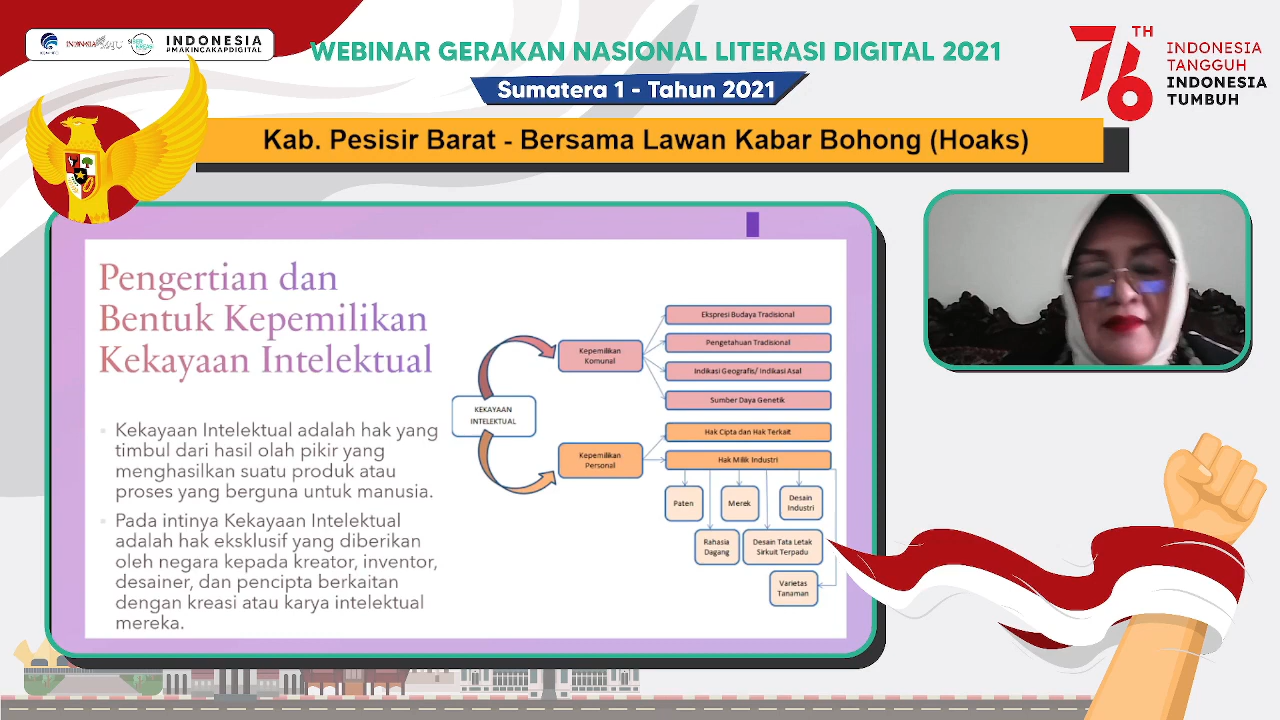 INDONESIA
#MAKINCAKAPDIGITAL
WEBINAR GERAKAN NASIONAL LITERASI DIGITAL 2021
Sumatera 1 - Tahun 2021
Kab. Pesisir Barat - Bersama Lawan Kabar Bohong (Hoaks)
76TH
INDONESIA
TANGGUH
INDONESIA
TUMBUH
Pengertian dan
Bentuk Kepemilikan
Kekayaan Intelektual
Kekayaan Intelektual adalah hak yang
timbul dari hasil olah pikir yang
menghasilkan suatu produk atau
proses yang berguna untuk manusia.
Pada intinya Kekayaan Intelektual
adalah hak eksklusif yang diberikan
oleh negara kepada kreator, inventor,
desainer, dan pencipta berkaitan
dengan kreasi atau karya intelektual
mereka.
KEKAYAAN
INTELEKTUAL
Kepemilikan
Komunal
Ekspresi Budaya Tradisional
Pengetahuan Tradisional
Indikasi Geografis/ Indikasi Asal
Sumber Daya Genetik
Kepemilikan
Personal
Hak Cipta dan Hak Terkait
Hak Milik Industri
Paten
Merek
Desain
Industri
Rahasia
Dagang
Desain Tata Letak
Sirkuit Terpadu
Varietas
Tanaman